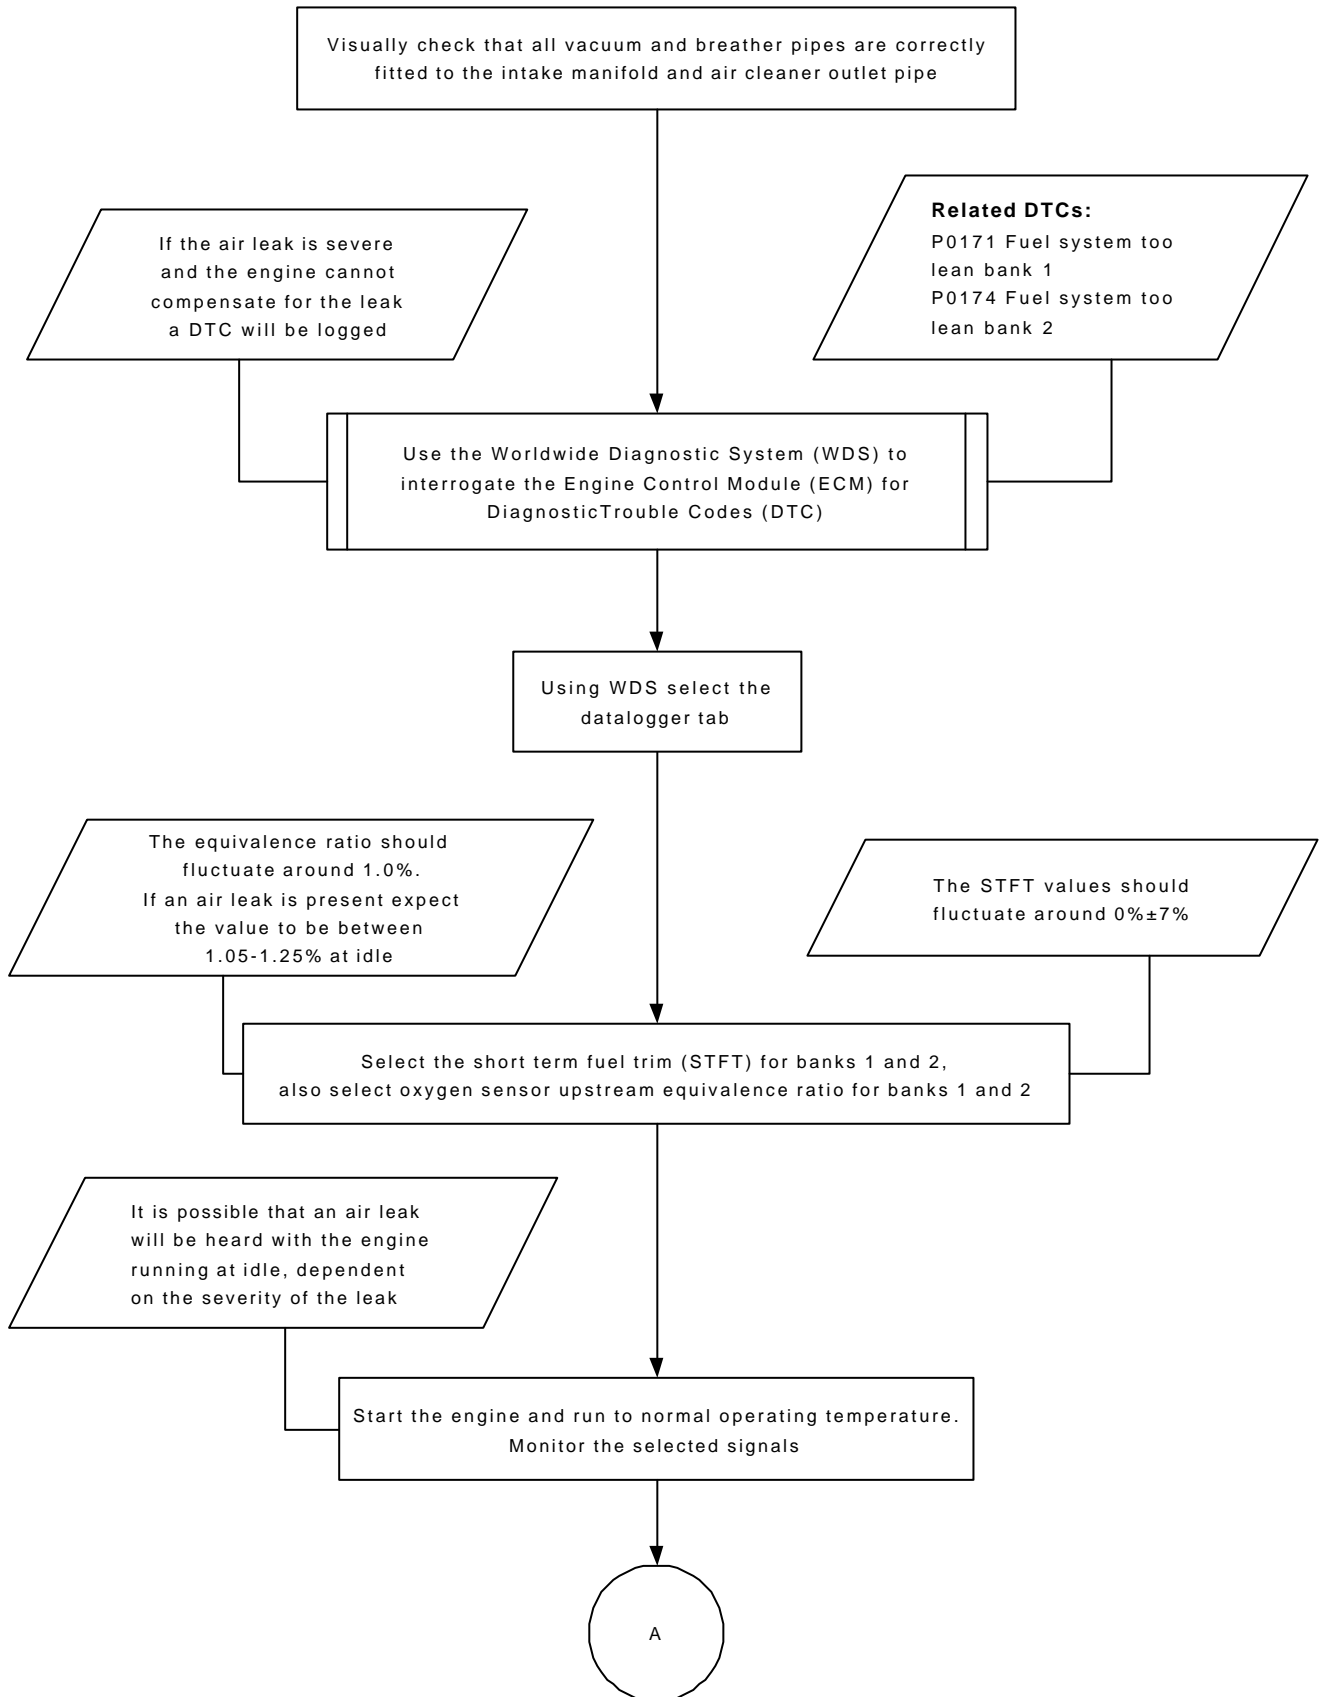 Visually check that all vacuum and breather pipes are correctly
fitted to the intake manifold and air cleaner outlet pipe
If the air leak is severe
and the engine cannot
compensate for the leak
a DTC will be logged
Related DTCs:
P0171 Fuel system too
lean bank 1
P0174 Fuel system too
lean bank 2
Use the Worldwide Diagnostic System (WDS) to
interrogate the Engine Control Module (ECM) for
DiagnosticTrouble Codes (DTC)
Using WDS select the
datalogger tab
The equivalence ratio should
fluctuate around 1.0%.
If an air leak is present expect
the value to be between
1.05-1.25% at idle
The STFT values should
fluctuate around 0%±7%
Select the short term fuel trim (STFT) for banks 1 and 2,
also select oxygen sensor upstream equivalence ratio for banks 1 and 2
It is possible that an air leak
will be heard with the engine
running at idle, dependent
on the severity of the leak
Start the engine and run to normal operating temperature.
Monitor the selected signals
A